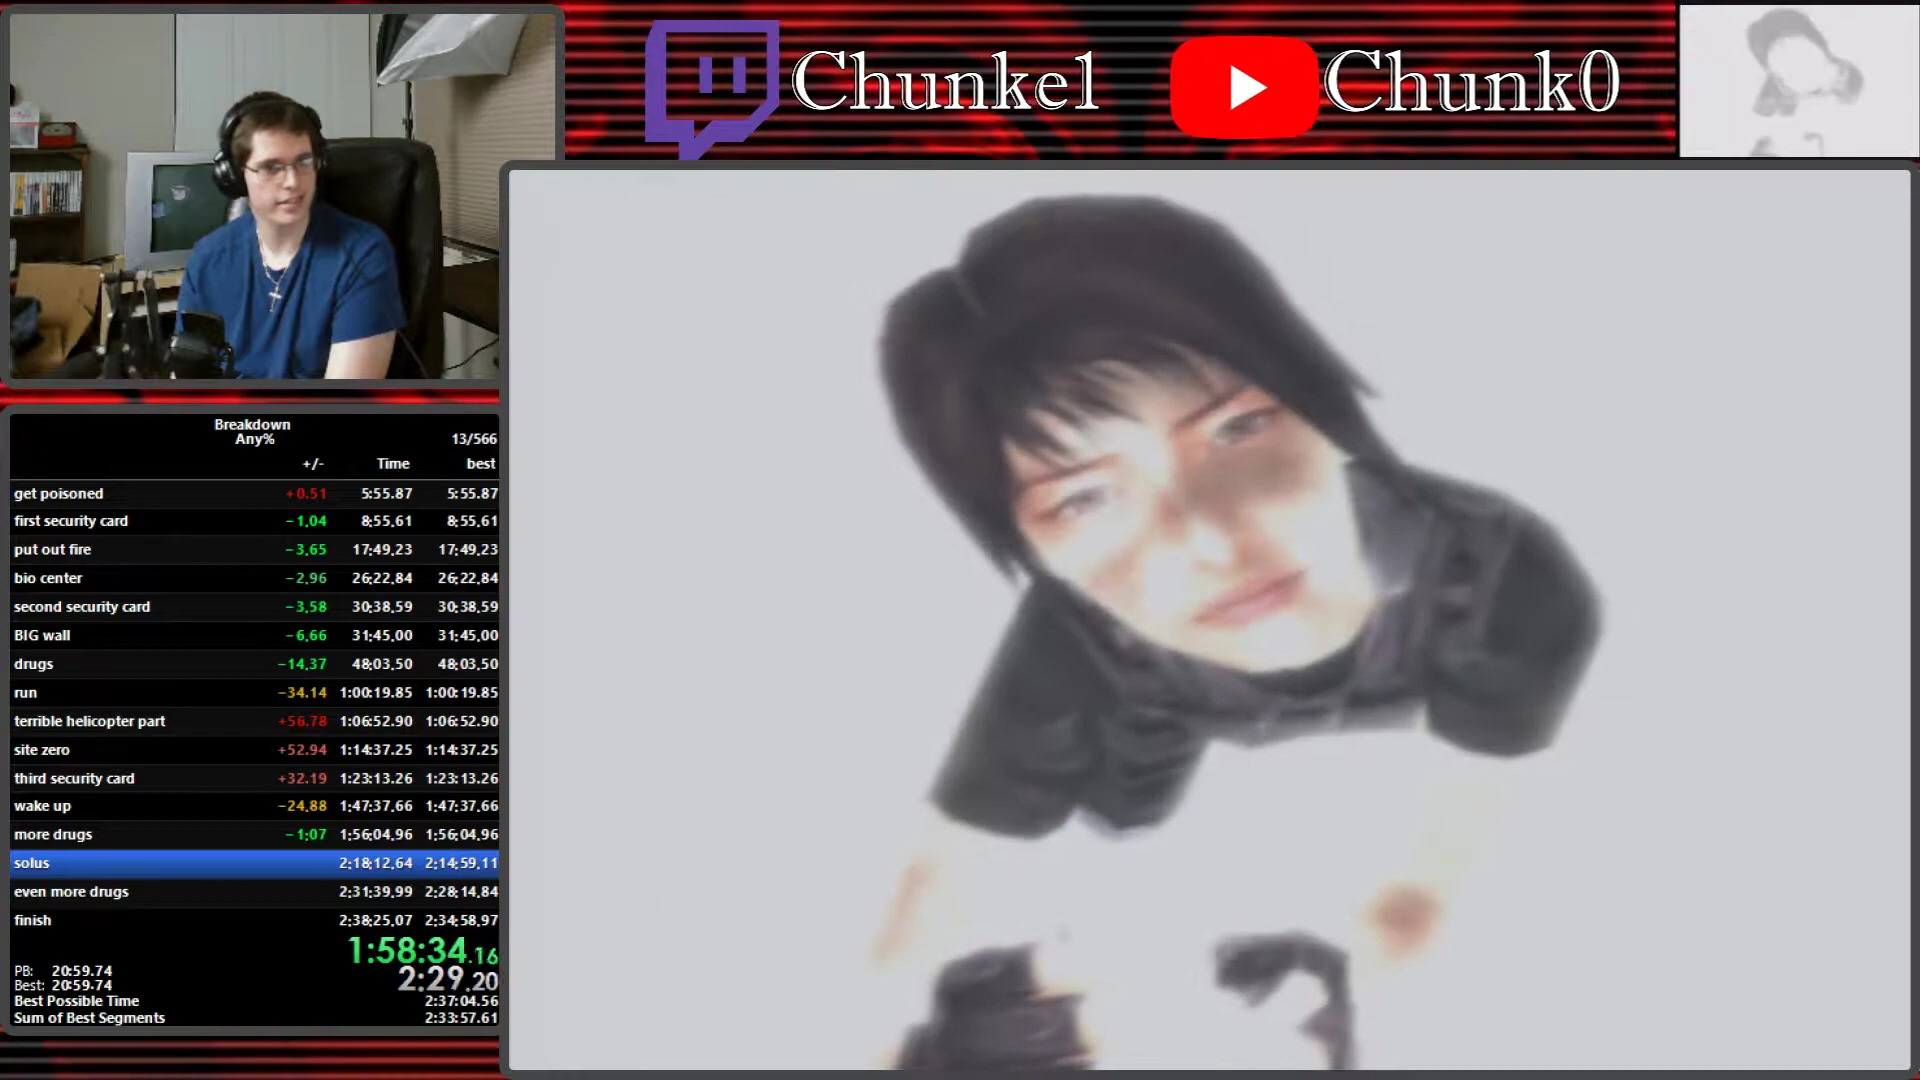 Chunke1
Chunk0
Breakdown
Any% 13/566
+/- Time best
get poisoned +0.51 5:55.87 5:55.87
first security card -1.04 8:55.61 8:55.61
put out fire -3.65 17:49.23 17:49.23
bio center -2.96 26:22.84 26:22.84
second security card -3.58 30:38.59 30:38.59
BIG wall -6.66 31:45.00 31:45.00
drugs -14.37 48:03.50 48:03.50
run -34.14 1:00:19.85 1:00:19.85
terrible helicopter part +56.78 1:06:52.90 1:06:52.90
site zero +52.94 1:14:37.25 1:14:37.25
third security card +32.19 1:23:13.26 1:23:13.26
wake up -24.88 1:47:37.66 1:47:37.66
more drugs -1:07 1:56:04.96 1:56:04.96
solus 2:18:12.64 2:14:59.11
even more drugs 2:31:39.99 2:28:14.84
finish 2:38:25.07 2:34:58.97
1:58:34.16
PB: 20:59.74 2:29.20
Best: 20:59.74
Best Possible Time 2:37:04.56
Sum of Best Segments 2:33:57.61